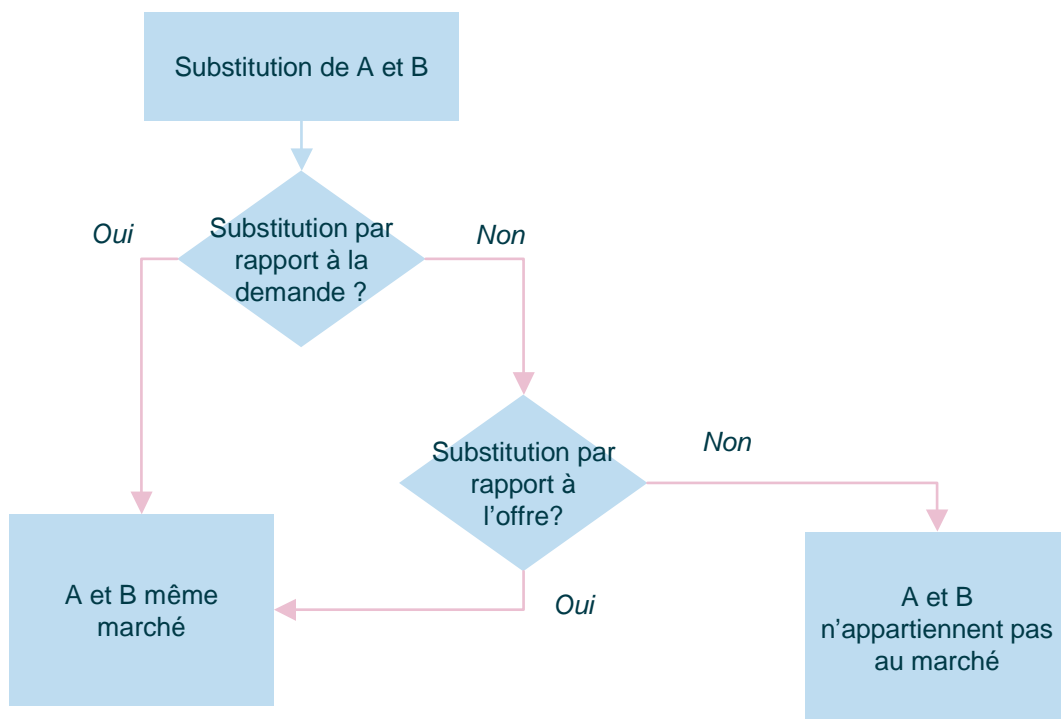 Substitution de A et B
Oui
Substitution par
rapport à la
demande ?
Non
Substitution par
rapport à
l’offre?
Non
A et B même
marché
Oui
A et B
n’appartiennent pas
au marché